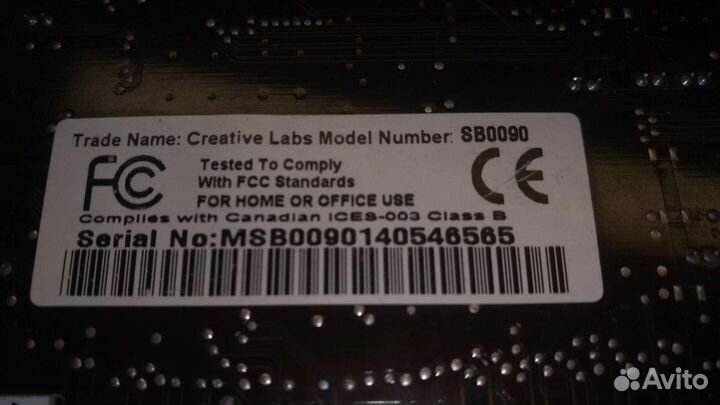 Trade Name: Creative Labs Model Number: SB0090
FC Tested To Comply CE
With FCC Standards
FOR HOME OR OFFICE USE
Complies with Canadian ICES-003 Class B
Serial No:MSB0090140546565
Avito